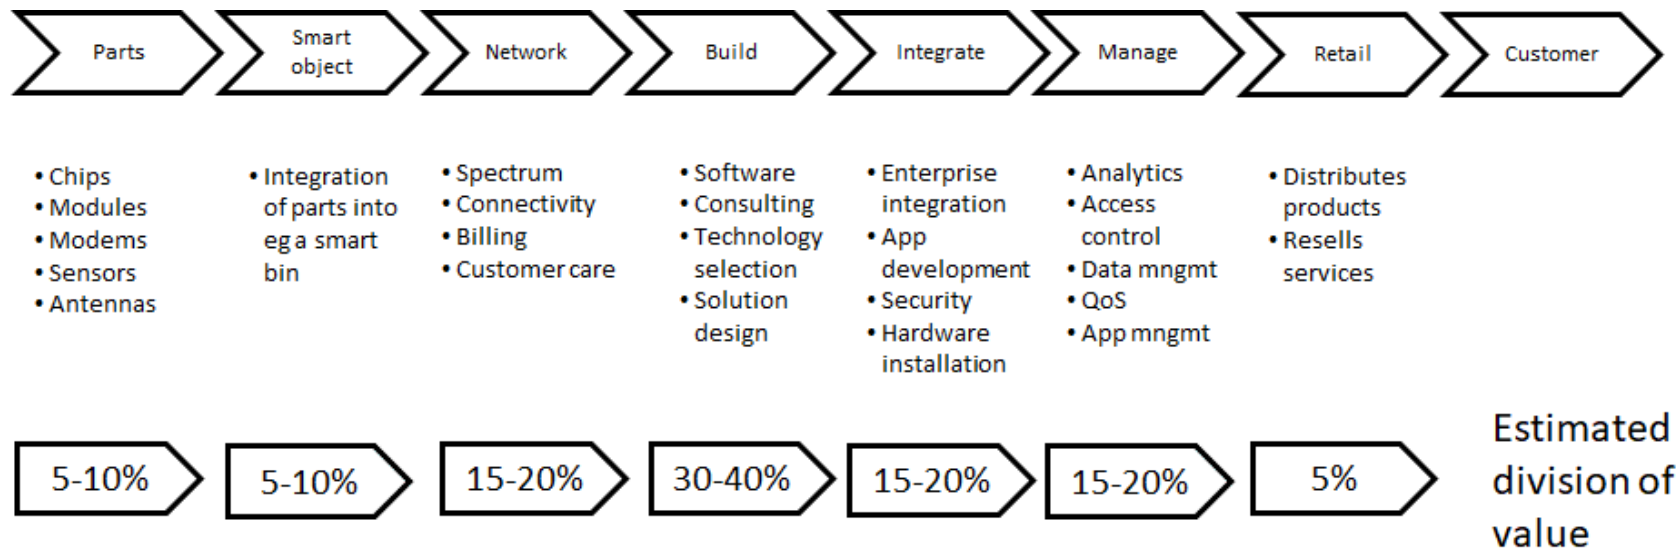 Parts
Smart
object
Network
Build
Integrate
Manage
Retail
Customer
• Chips
• Modules
• Modems
• Sensors
• Antennas
• Integration
of parts into
eg a smart
bin
• Spectrum
• Connectivity
• Billing
• Customer care
• Software
• Consulting
• Technology
selection
• Solution
design
• Enterprise
integration
• App
development
• Security
• Hardware
installation
• Analytics
• Access
control
• Data mngmt
• QoS
• App mngmt
• Distributes
products
• Resells
services
5-10%
5-10%
15-20%
30-40%
15-20%
15-20%
5%
Estimated
division of
value